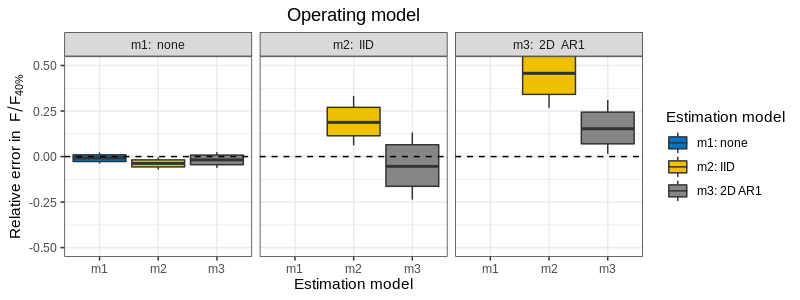 Operating model
m1: none
m2: IID
m3: 2D AR1
Relative error in F/F40%
0.50
0.25
0.00
-0.25
-0.50
m1 m2 m3
m1 m2 m3
m1 m2 m3
Estimation model
Estimation model
m1: none
m2: IID
m3: 2D AR1